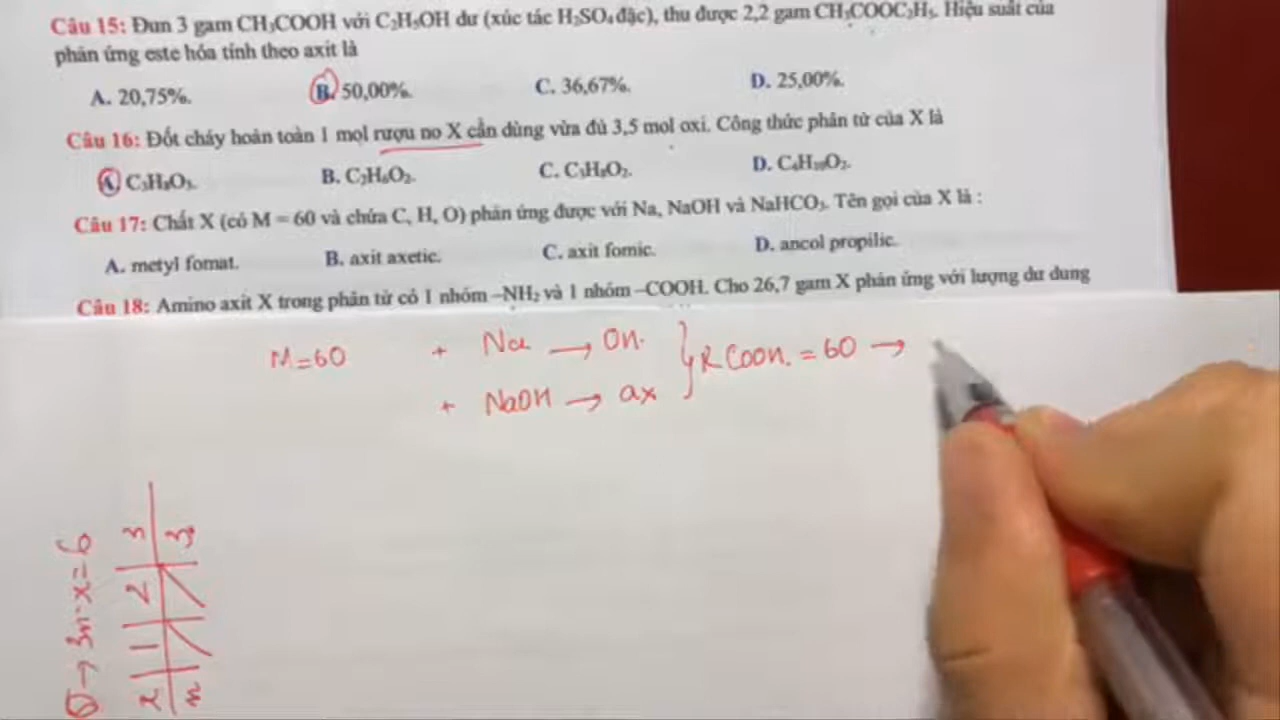 Câu 15: Đun 3 gam CH₃COOH với C₂H₅OH dư (xúc tác H₂SO₄ đặc), thu được 2,2 gam CH₃COOC₂H₅. Hiệu suất của
phản ứng este hóa tính theo axit là
A. 20,75%. B. 50,00%. C. 36,67%. D. 25,00%.
Câu 16: Đốt cháy hoàn toàn 1 mol rượu no X cần dùng vừa đủ 3,5 mol oxi. Công thức phân tử của X là
A. C₃H₈O₃. B. C₂H₆O₂. C. C₃H₈O₂. D. C₄H₁₀O₂.
Câu 17: Chất X (có M = 60 và chứa C, H, O) phản ứng được với Na, NaOH và NaHCO₃. Tên gọi của X là :
A. metyl fomat. B. axit axetic. C. axit fomic. D. ancol propilic.
Câu 18: Amino axit X trong phân tử có 1 nhóm –NH₂ và 1 nhóm –COOH. Cho 26,7 gam X phản ứng với lượng dư dung
M=60 + Na → OH. } RCOOH. = 60 →
+ NaOH → ax
→ 3n-x=6
x 1 2 3
n 3